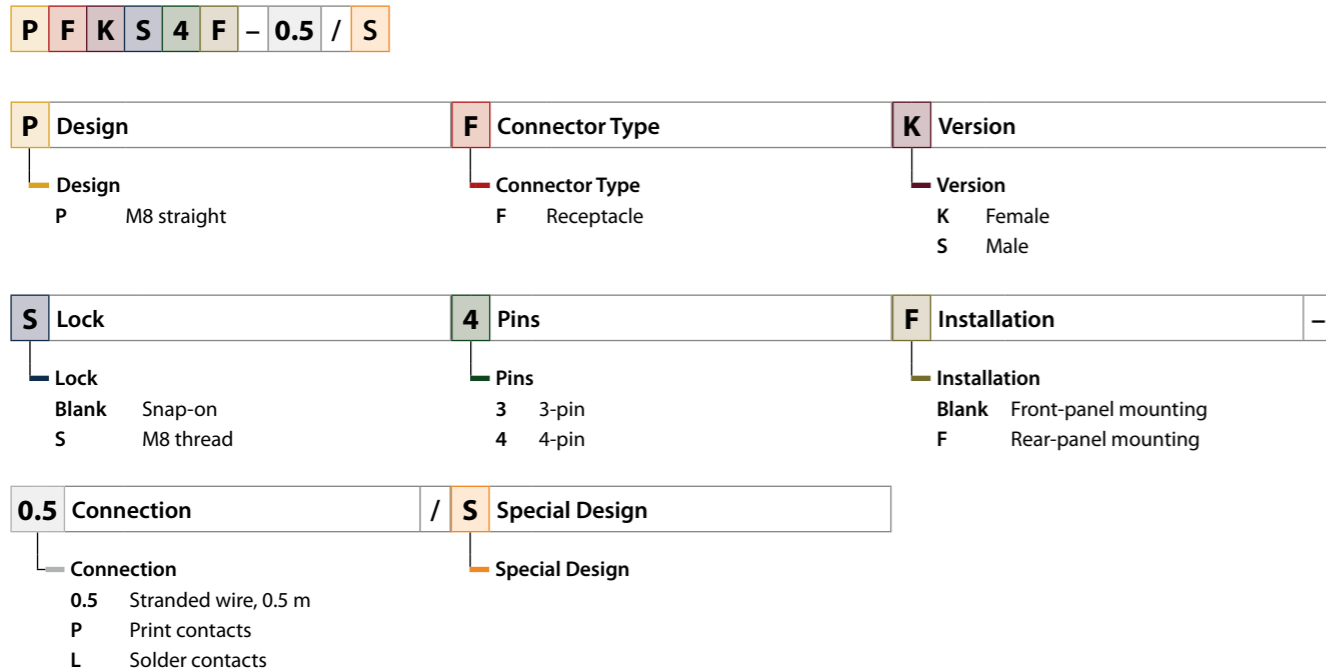 P F K S 4 F – 0.5 / S
P Design F Connector Type K Version
Design Connector Type Version
P M8 straight F Receptacle K Female
S Male
S Lock 4 Pins F Installation –
Lock Pins Installation
Blank Snap-on 3 3-pin Blank Front-panel mounting
S M8 thread 4 4-pin F Rear-panel mounting
0.5 Connection / S Special Design
Connection Special Design
0.5 Stranded wire, 0.5 m
P Print contacts
L Solder contacts